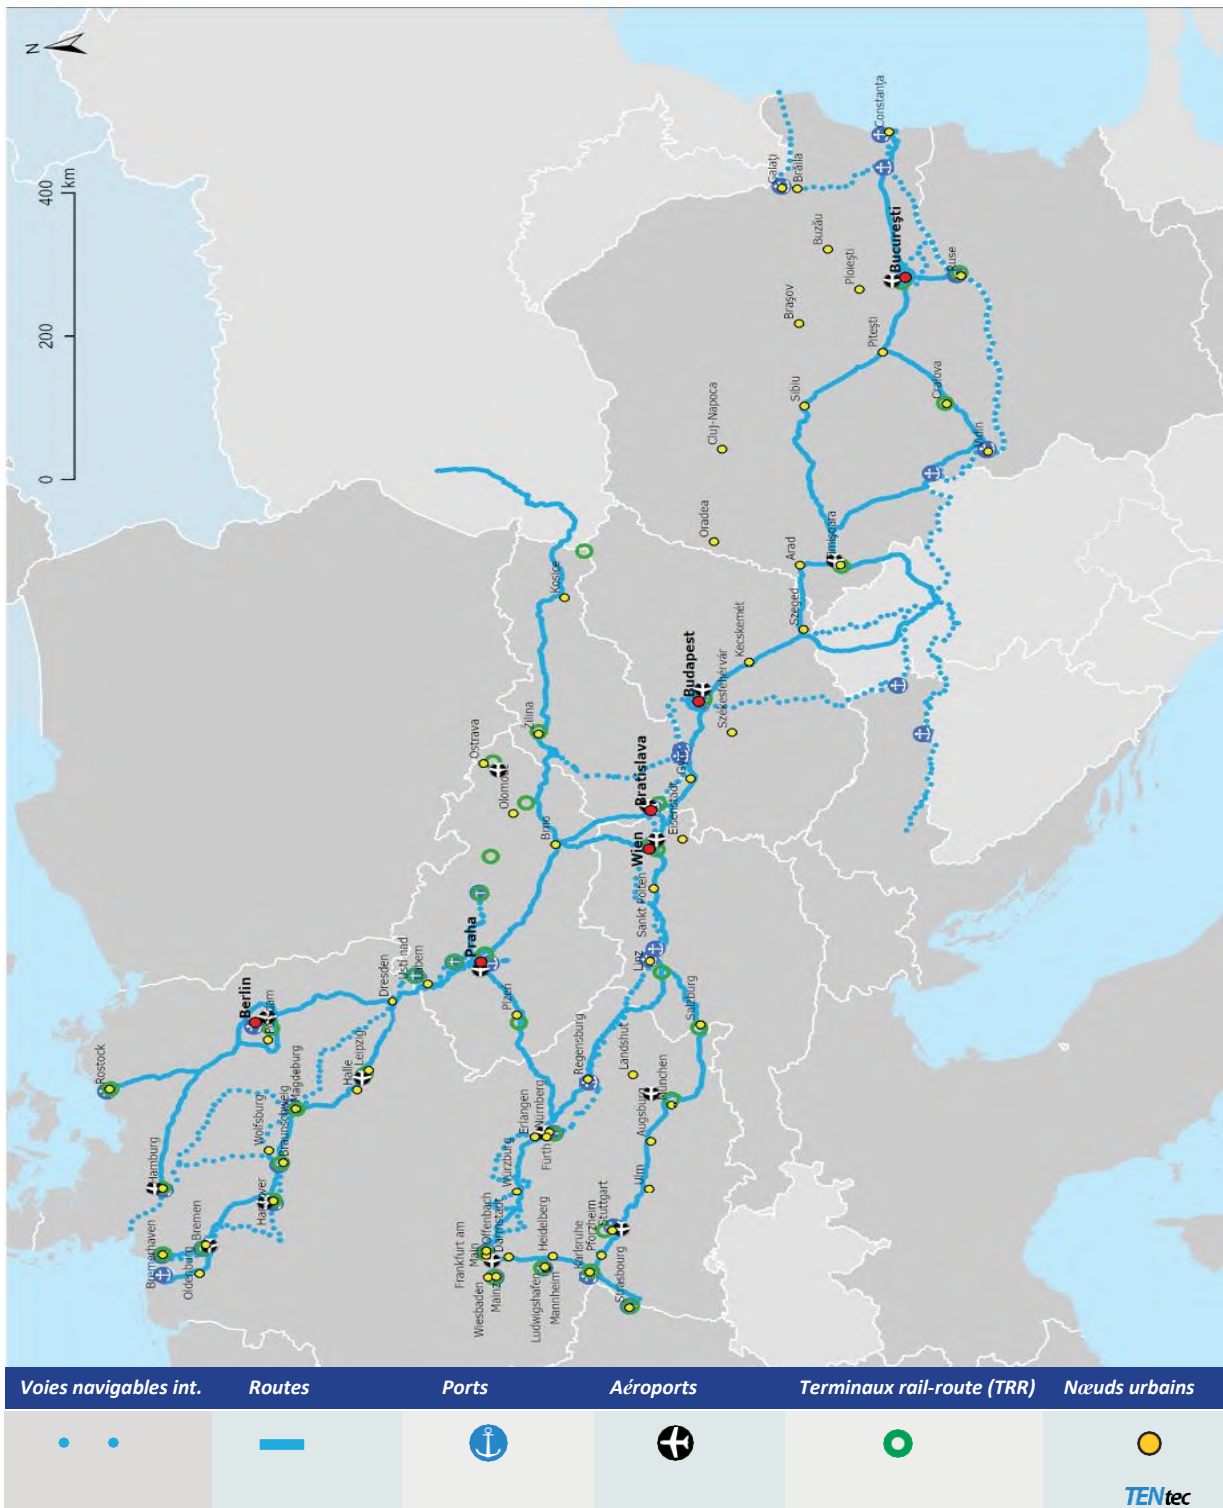 N
0
200
400
km
Rostock
Hamburg
Bremerhaven
Bremen
Oldenburg
Berlin
Wolfsburg
Braunschweig
Magdeburg
Halle
Leipzig
Dresden
Ústí nad
Labem
Praha
Plzeň
Ostrava
Olomouc
Brno
Žilina
Košice
Wiesbaden
Mainz
Frankfurt am
Main
Offenbach
Darmstadt
Würzburg
Erlangen
Nürnberg
Fürth
Regensburg
Landshut
Ludwigshafen
Mannheim
Heidelberg
Karlsruhe
Pforzheim
Stuttgart
Strasbourg
Ulm
Augsburg
München
Salzburg
Linz
Sankt Pölten
Wien
Bratislava
Eisenstadt
Budapest
Székesfehérvár
Kecskemét
Szeged
Arad
Timișoara
Oradea
Cluj-Napoca
Sibiu
Brașov
Ploiești
Buzău
Pitești
Craiova
Vidin
București
Ruse
Galați
Brăila
Constanța
Voies navigables int.
Routes
Ports
Aéroports
Terminaux rail-route (TRR)
Nœuds urbains
TENtec